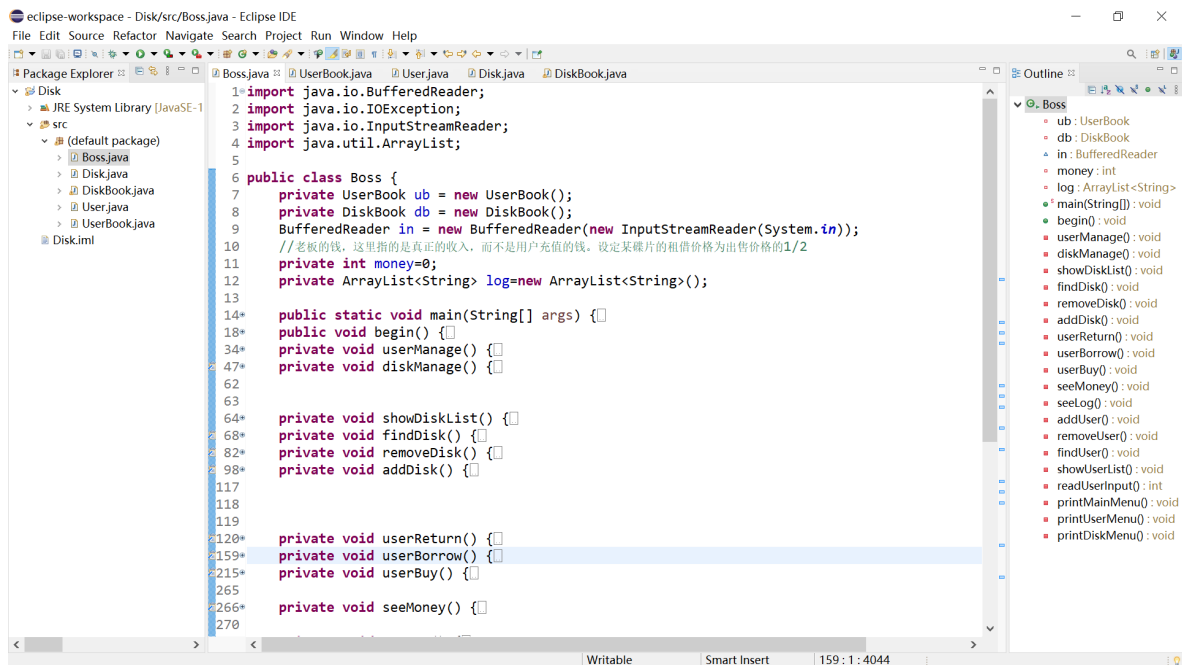 eclipse-workspace - Disk/src/Boss.java - Eclipse IDE
File Edit Source Refactor Navigate Search Project Run Window Help
Package Explorer
Disk
JRE System Library [JavaSE-1
src
(default package)
Boss.java
Disk.java
DiskBook.java
User.java
UserBook.java
Disk.iml
Boss.java UserBook.java User.java Disk.java DiskBook.java
1 import java.io.BufferedReader;
2 import java.io.IOException;
3 import java.io.InputStreamReader;
4 import java.util.ArrayList;
5
6 public class Boss {
7 private UserBook ub = new UserBook();
8 private DiskBook db = new DiskBook();
9 BufferedReader in = new BufferedReader(new InputStreamReader(System.in));
10 //老板的钱，这里指的是真正的收入，而不是用户充值的钱。设定某碟片的租借价格为出售价格的1/2
11 private int money=0;
12 private ArrayList<String> log=new ArrayList<String>();
13
14 public static void main(String[] args) {
18 public void begin() {
34 private void userManage() {
47 private void diskManage() {
62
63
64 private void showDiskList() {
68 private void findDisk() {
82 private void removeDisk() {
98 private void addDisk() {
117
118
119
120 private void userReturn() {
159 private void userBorrow() {
215 private void userBuy() {
265
266 private void seeMoney() {
270
Outline
Boss
ub : UserBook
db : DiskBook
in : BufferedReader
money : int
log : ArrayList<String>
main(String[]) : void
begin() : void
userManage() : void
diskManage() : void
showDiskList() : void
findDisk() : void
removeDisk() : void
addDisk() : void
userReturn() : void
userBorrow() : void
userBuy() : void
seeMoney() : void
seeLog() : void
addUser() : void
removeUser() : void
findUser() : void
showUserList() : void
readUserInput() : int
printMainMenu() : void
printUserMenu() : void
printDiskMenu() : void
Writable Smart Insert 159 : 1 : 4044